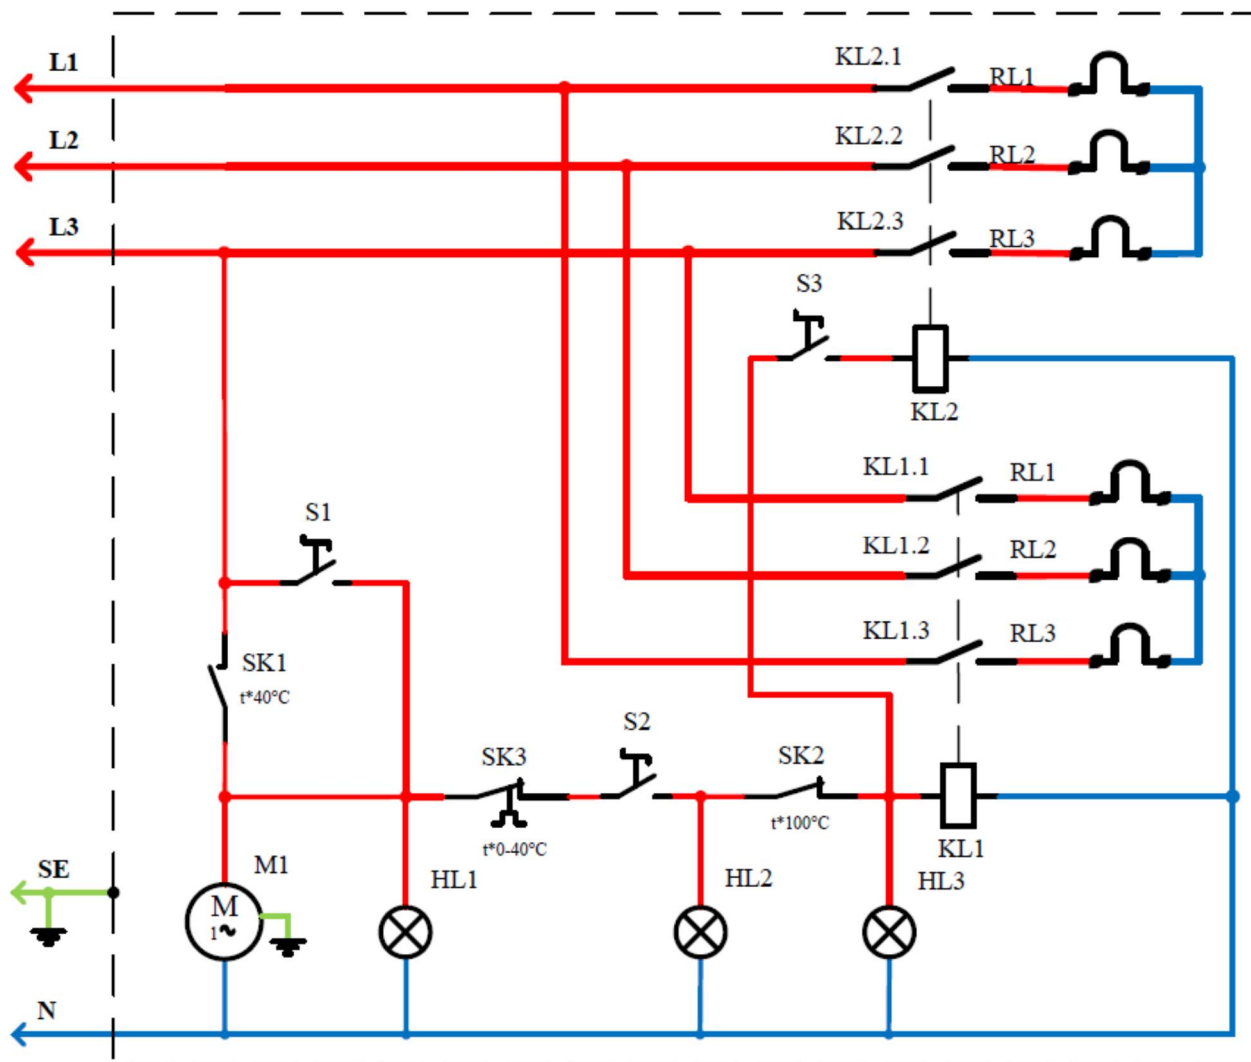 L1
KL2.1
RL1
L2
KL2.2
RL2
L3
KL2.3
RL3
S3
KL2
KL1.1
RL1
S1
KL1.2
RL2
KL1.3
RL3
SK1
t*40°C
S2
SK3
SK2
t*0-40°C
t*100°C
KL1
SE
M1
HL1
HL2
HL3
M
1~
N